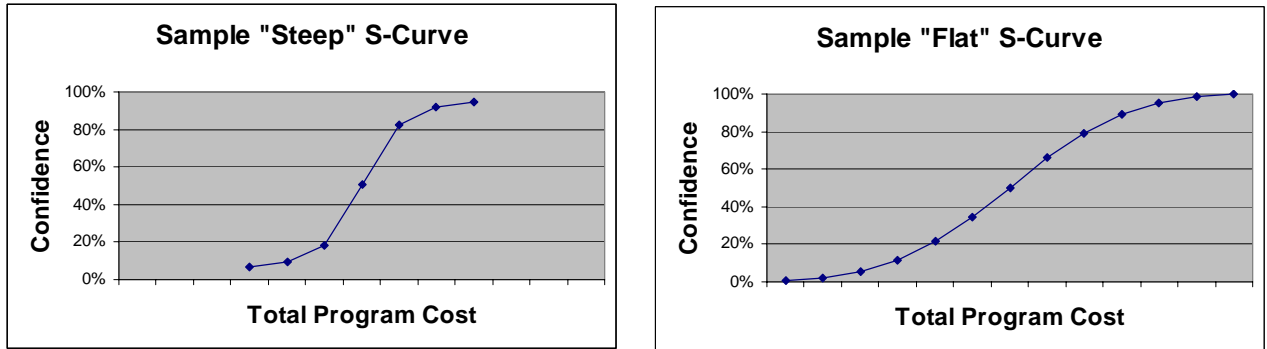 Sample "Steep" S-Curve
100%
80%
60%
40%
20%
0%
Confidence
Total Program Cost
Sample "Flat" S-Curve
100%
80%
60%
40%
20%
0%
Confidence
Total Program Cost